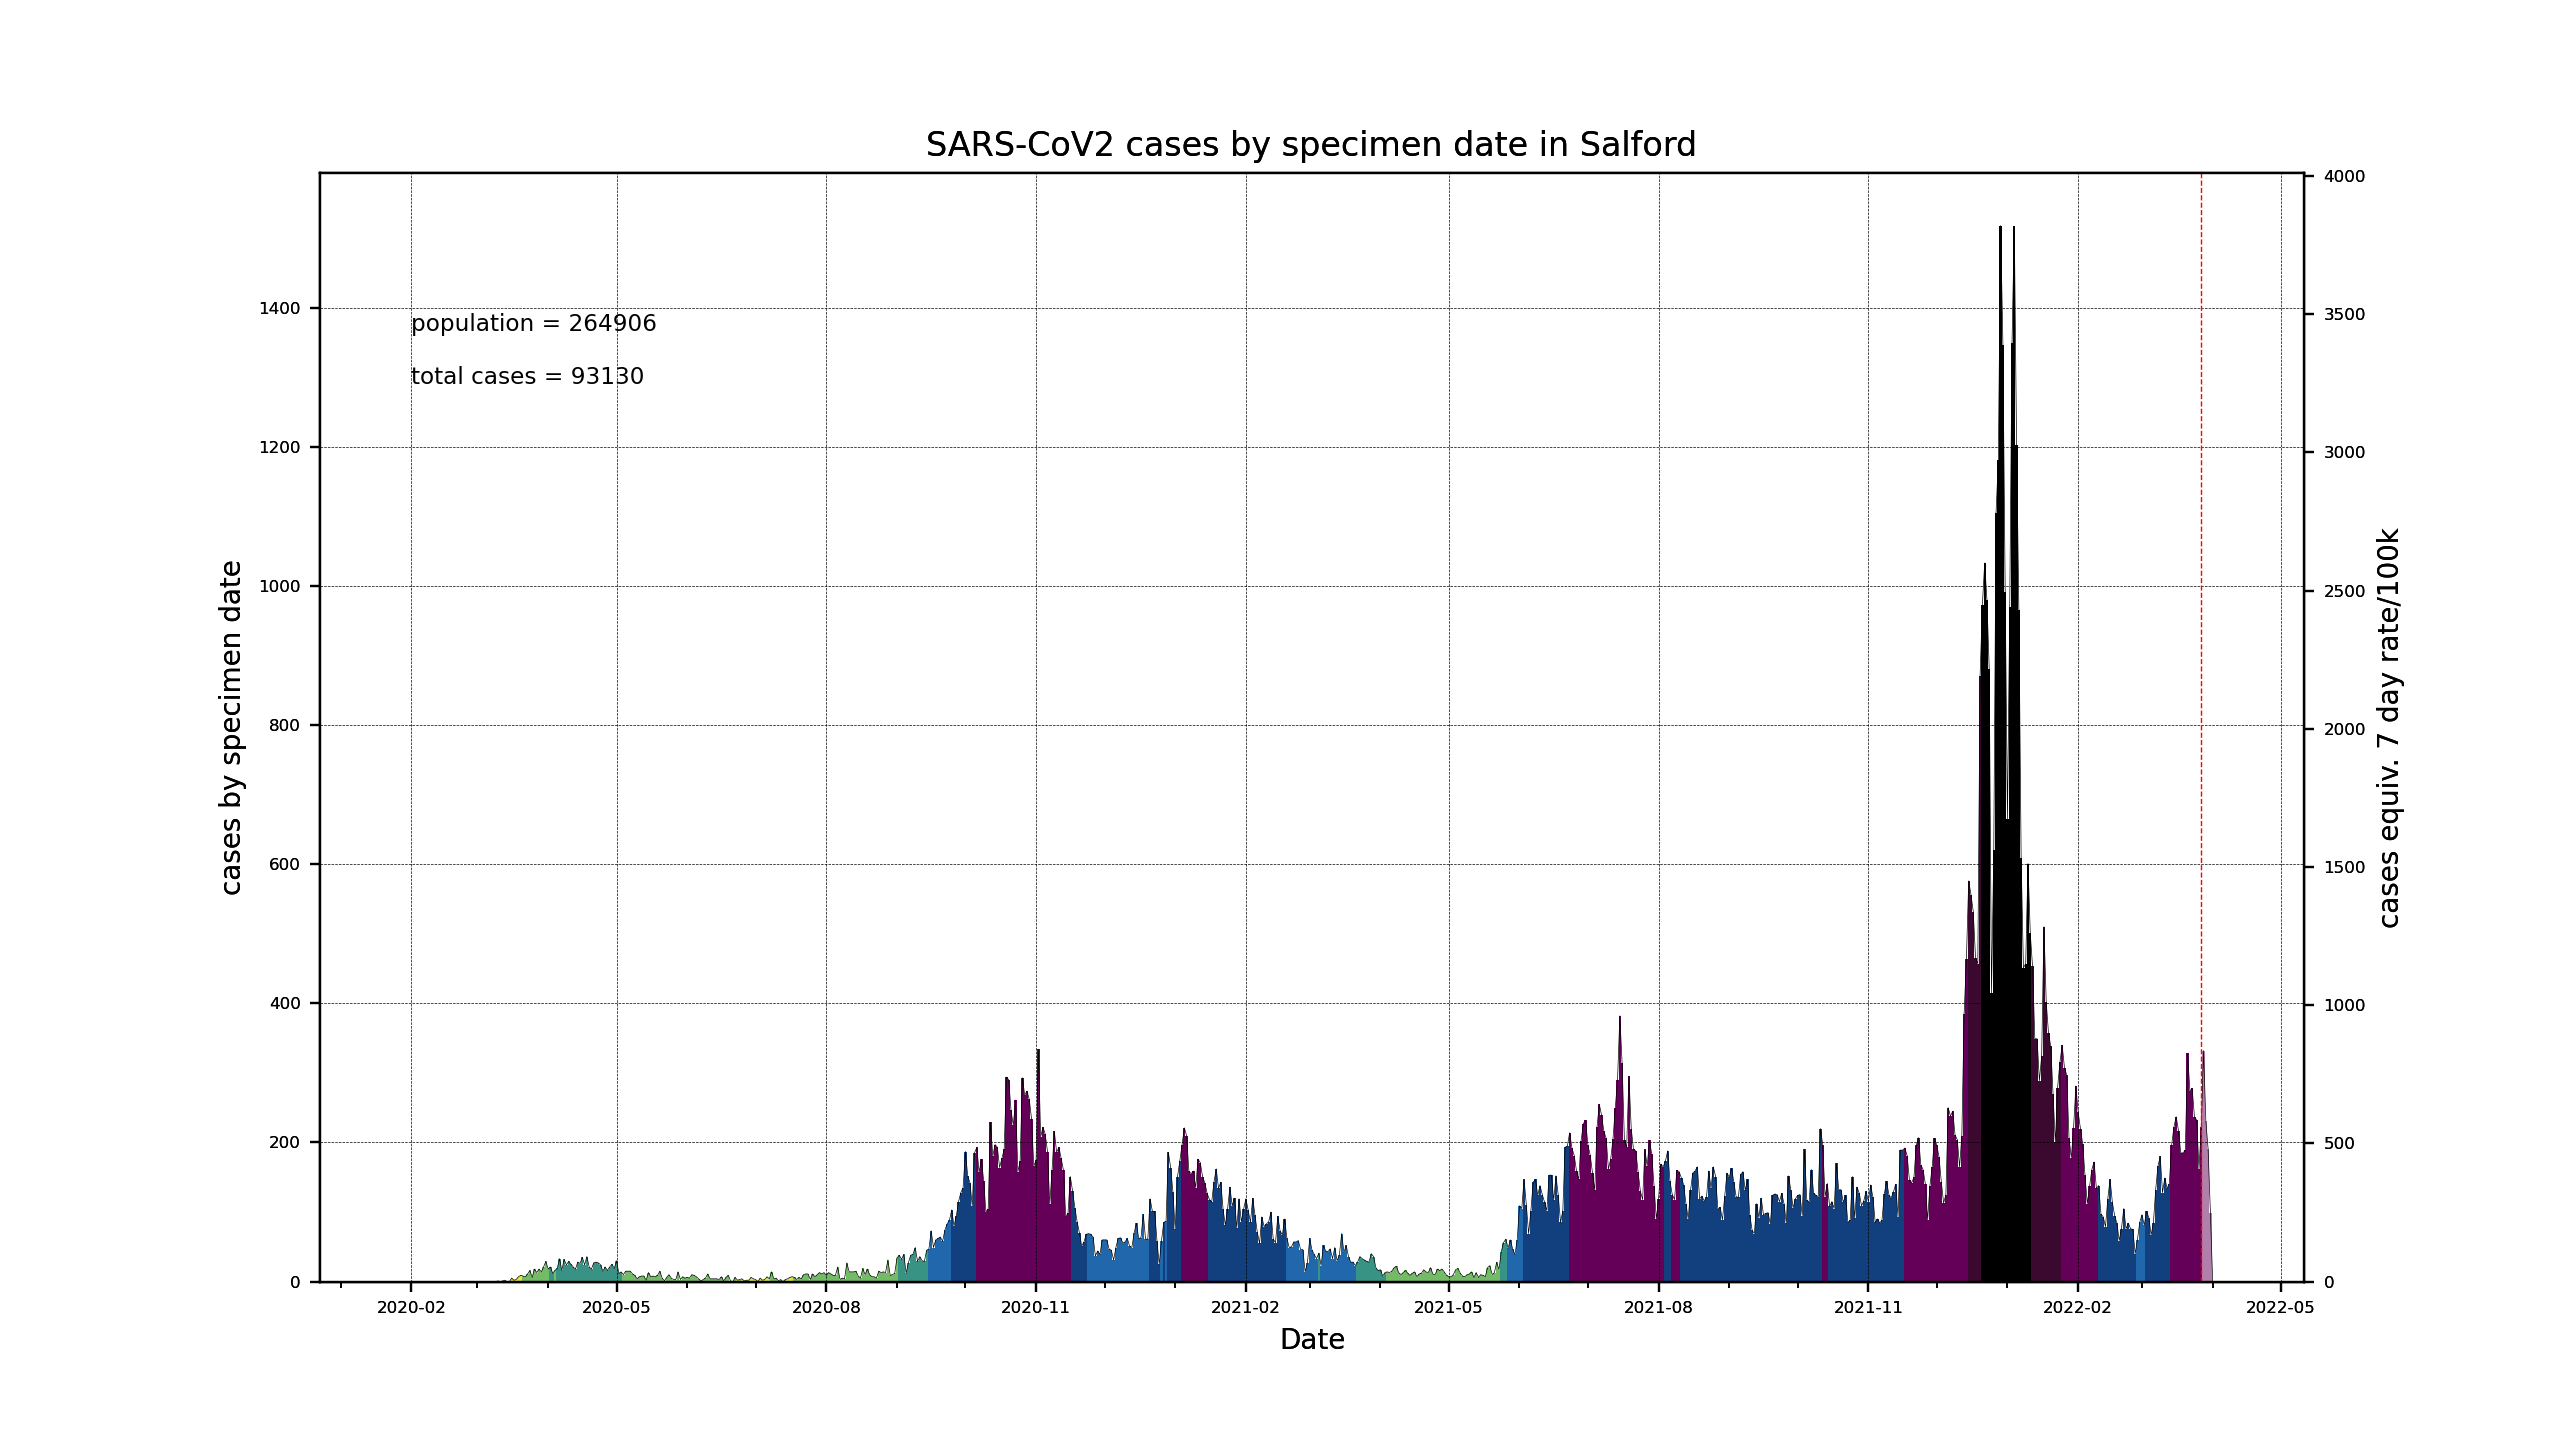 SARS-CoV2 cases by specimen date in Salford
population = 264906
total cases = 93130
cases by specimen date
1400
1200
1000
800
600
400
200
0
4000
3500
3000
2500
2000
1500
1000
500
0
cases equiv. 7 day rate/100k
2020-02 2020-05 2020-08 2020-11 2021-02 2021-05 2021-08 2021-11 2022-02 2022-05
Date